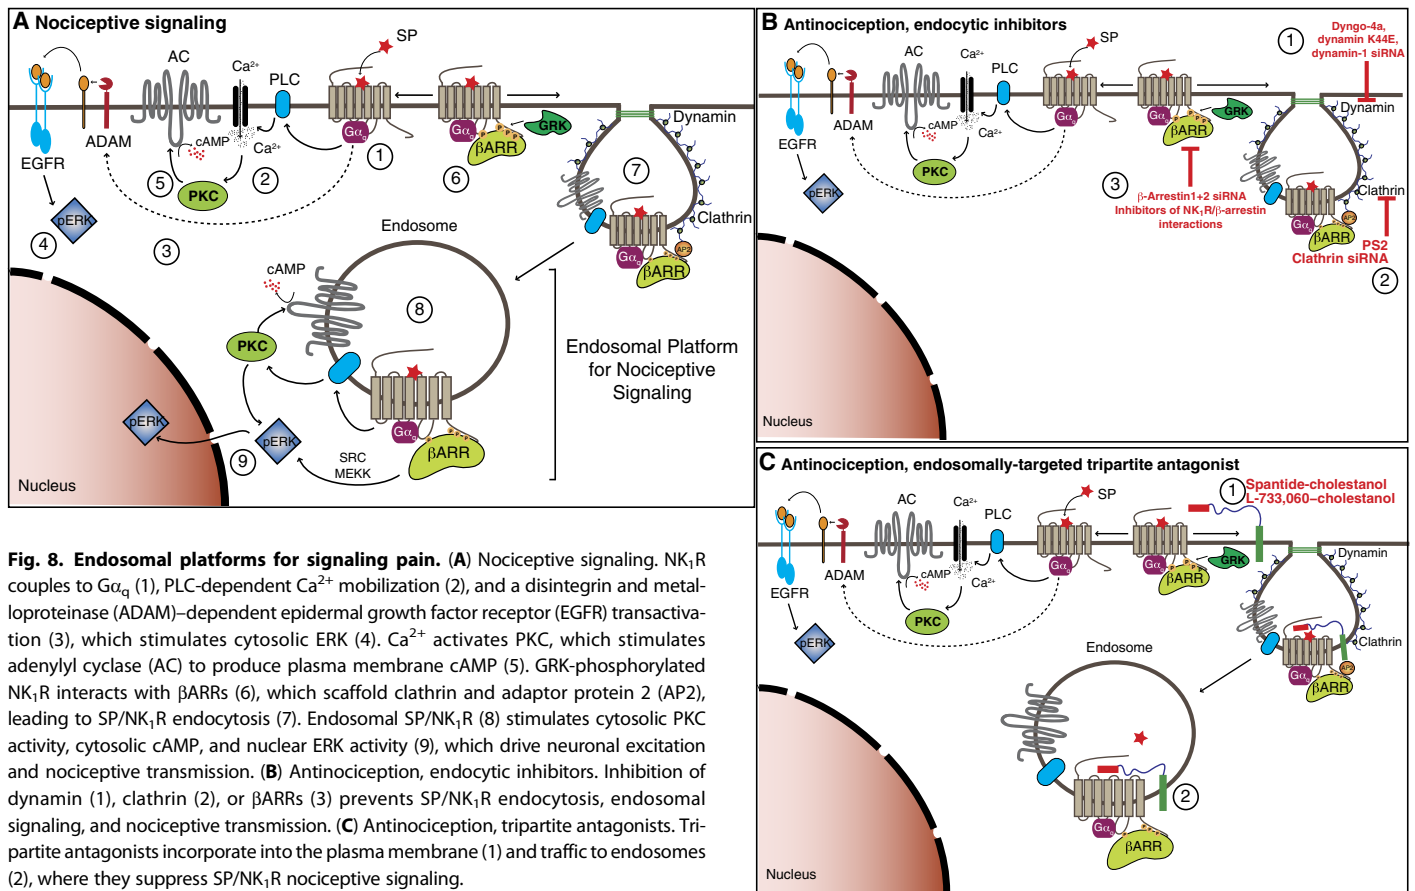 A Nociceptive signaling
SP
AC
Ca2+
PLC
ADAM
EGFR
cAMP
Ca2+
Gαq
1
2
5
PKC
pERK
4
3
Gαq
P P P
βARR
GRK
6
Dynamin
7
Clathrin
Gαq
AP2
βARR
Endosome
cAMP
8
PKC
Endosomal Platform
for Nociceptive
Signaling
pERK
pERK
9
SRC
MEKK
Gαq
P P P P
βARR
Nucleus
B Antinociception, endocytic inhibitors
1
Dyngo-4a,
dynamin K44E,
dynamin-1 siRNA
SP
AC
Ca2+
PLC
ADAM
EGFR
cAMP
Ca2+
Gαq
PKC
pERK
Gαq
βARR
GRK
Dynamin
3
β-Arrestin1+2 siRNA
Inhibitors of NK1R/β-arrestin
interactions
Clathrin
Gαq
AP2
βARR
PS2
Clathrin siRNA
2
Nucleus
C Antinociception, endosomally-targeted tripartite antagonist
1
Spantide-cholestanol
L-733,060–cholestanol
SP
AC
Ca2+
PLC
ADAM
EGFR
cAMP
Ca2+
Gαq
PKC
pERK
Gαq
βARR
GRK
Dynamin
Clathrin
Gαq
AP2
βARR
Endosome
2
Gαq
βARR
Nucleus
Fig. 8. Endosomal platforms for signaling pain. (A) Nociceptive signaling. NK1R
couples to Gαq (1), PLC-dependent Ca2+ mobilization (2), and a disintegrin and metal-
loproteinase (ADAM)–dependent epidermal growth factor receptor (EGFR) transactiva-
tion (3), which stimulates cytosolic ERK (4). Ca2+ activates PKC, which stimulates
adenylyl cyclase (AC) to produce plasma membrane cAMP (5). GRK-phosphorylated
NK1R interacts with βARRs (6), which scaffold clathrin and adaptor protein 2 (AP2),
leading to SP/NK1R endocytosis (7). Endosomal SP/NK1R (8) stimulates cytosolic PKC
activity, cytosolic cAMP, and nuclear ERK activity (9), which drive neuronal excitation
and nociceptive transmission. (B) Antinociception, endocytic inhibitors. Inhibition of
dynamin (1), clathrin (2), or βARRs (3) prevents SP/NK1R endocytosis, endosomal
signaling, and nociceptive transmission. (C) Antinociception, tripartite antagonists. Tri-
partite antagonists incorporate into the plasma membrane (1) and traffic to endosomes
(2), where they suppress SP/NK1R nociceptive signaling.